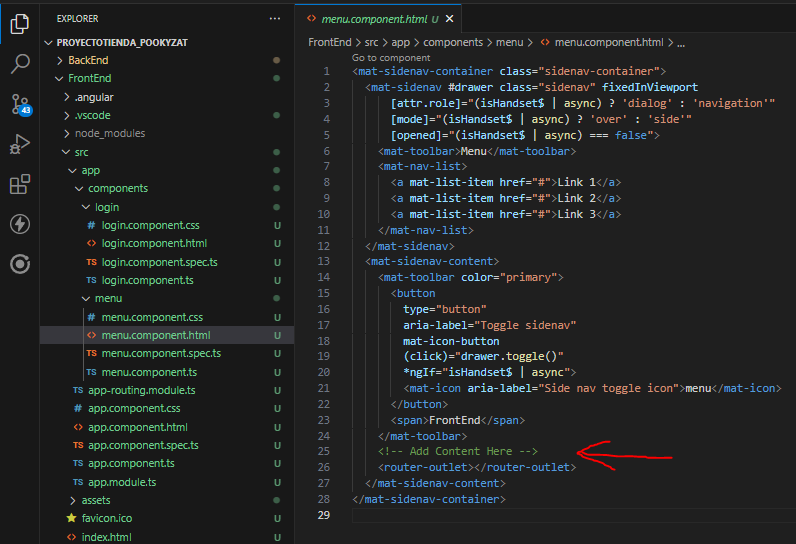 EXPLORER
PROYECTOTIENDA_POOKYZAT
BackEnd
FrontEnd
.angular
.vscode
node_modules
src
app
components
login
# login.component.css U
<> login.component.html U
TS login.component.spec.ts U
TS login.component.ts U
menu
# menu.component.css U
<> menu.component.html U
TS menu.component.spec.ts U
TS menu.component.ts U
TS app-routing.module.ts U
# app.component.css U
<> app.component.html U
TS app.component.spec.ts U
TS app.component.ts U
TS app.module.ts U
assets
favicon.ico U
<> index.html U
43
<> menu.component.html U
FrontEnd > src > app > components > menu > <> menu.component.html > ...
Go to component
1 <mat-sidenav-container class="sidenav-container">
2 <mat-sidenav #drawer class="sidenav" fixedInViewport
3 [attr.role]="(isHandset$ | async) ? 'dialog' : 'navigation'"
4 [mode]="(isHandset$ | async) ? 'over' : 'side'"
5 [opened]="(isHandset$ | async) === false">
6 <mat-toolbar>Menu</mat-toolbar>
7 <mat-nav-list>
8 <a mat-list-item href="#">Link 1</a>
9 <a mat-list-item href="#">Link 2</a>
10 <a mat-list-item href="#">Link 3</a>
11 </mat-nav-list>
12 </mat-sidenav>
13 <mat-sidenav-content>
14 <mat-toolbar color="primary">
15 <button
16 type="button"
17 aria-label="Toggle sidenav"
18 mat-icon-button
19 (click)="drawer.toggle()"
20 *ngIf="isHandset$ | async">
21 <mat-icon aria-label="Side nav toggle icon">menu</mat-icon>
22 </button>
23 <span>FrontEnd</span>
24 </mat-toolbar>
25 <!-- Add Content Here -->
26 <router-outlet></router-outlet>
27 </mat-sidenav-content>
28 </mat-sidenav-container>
29